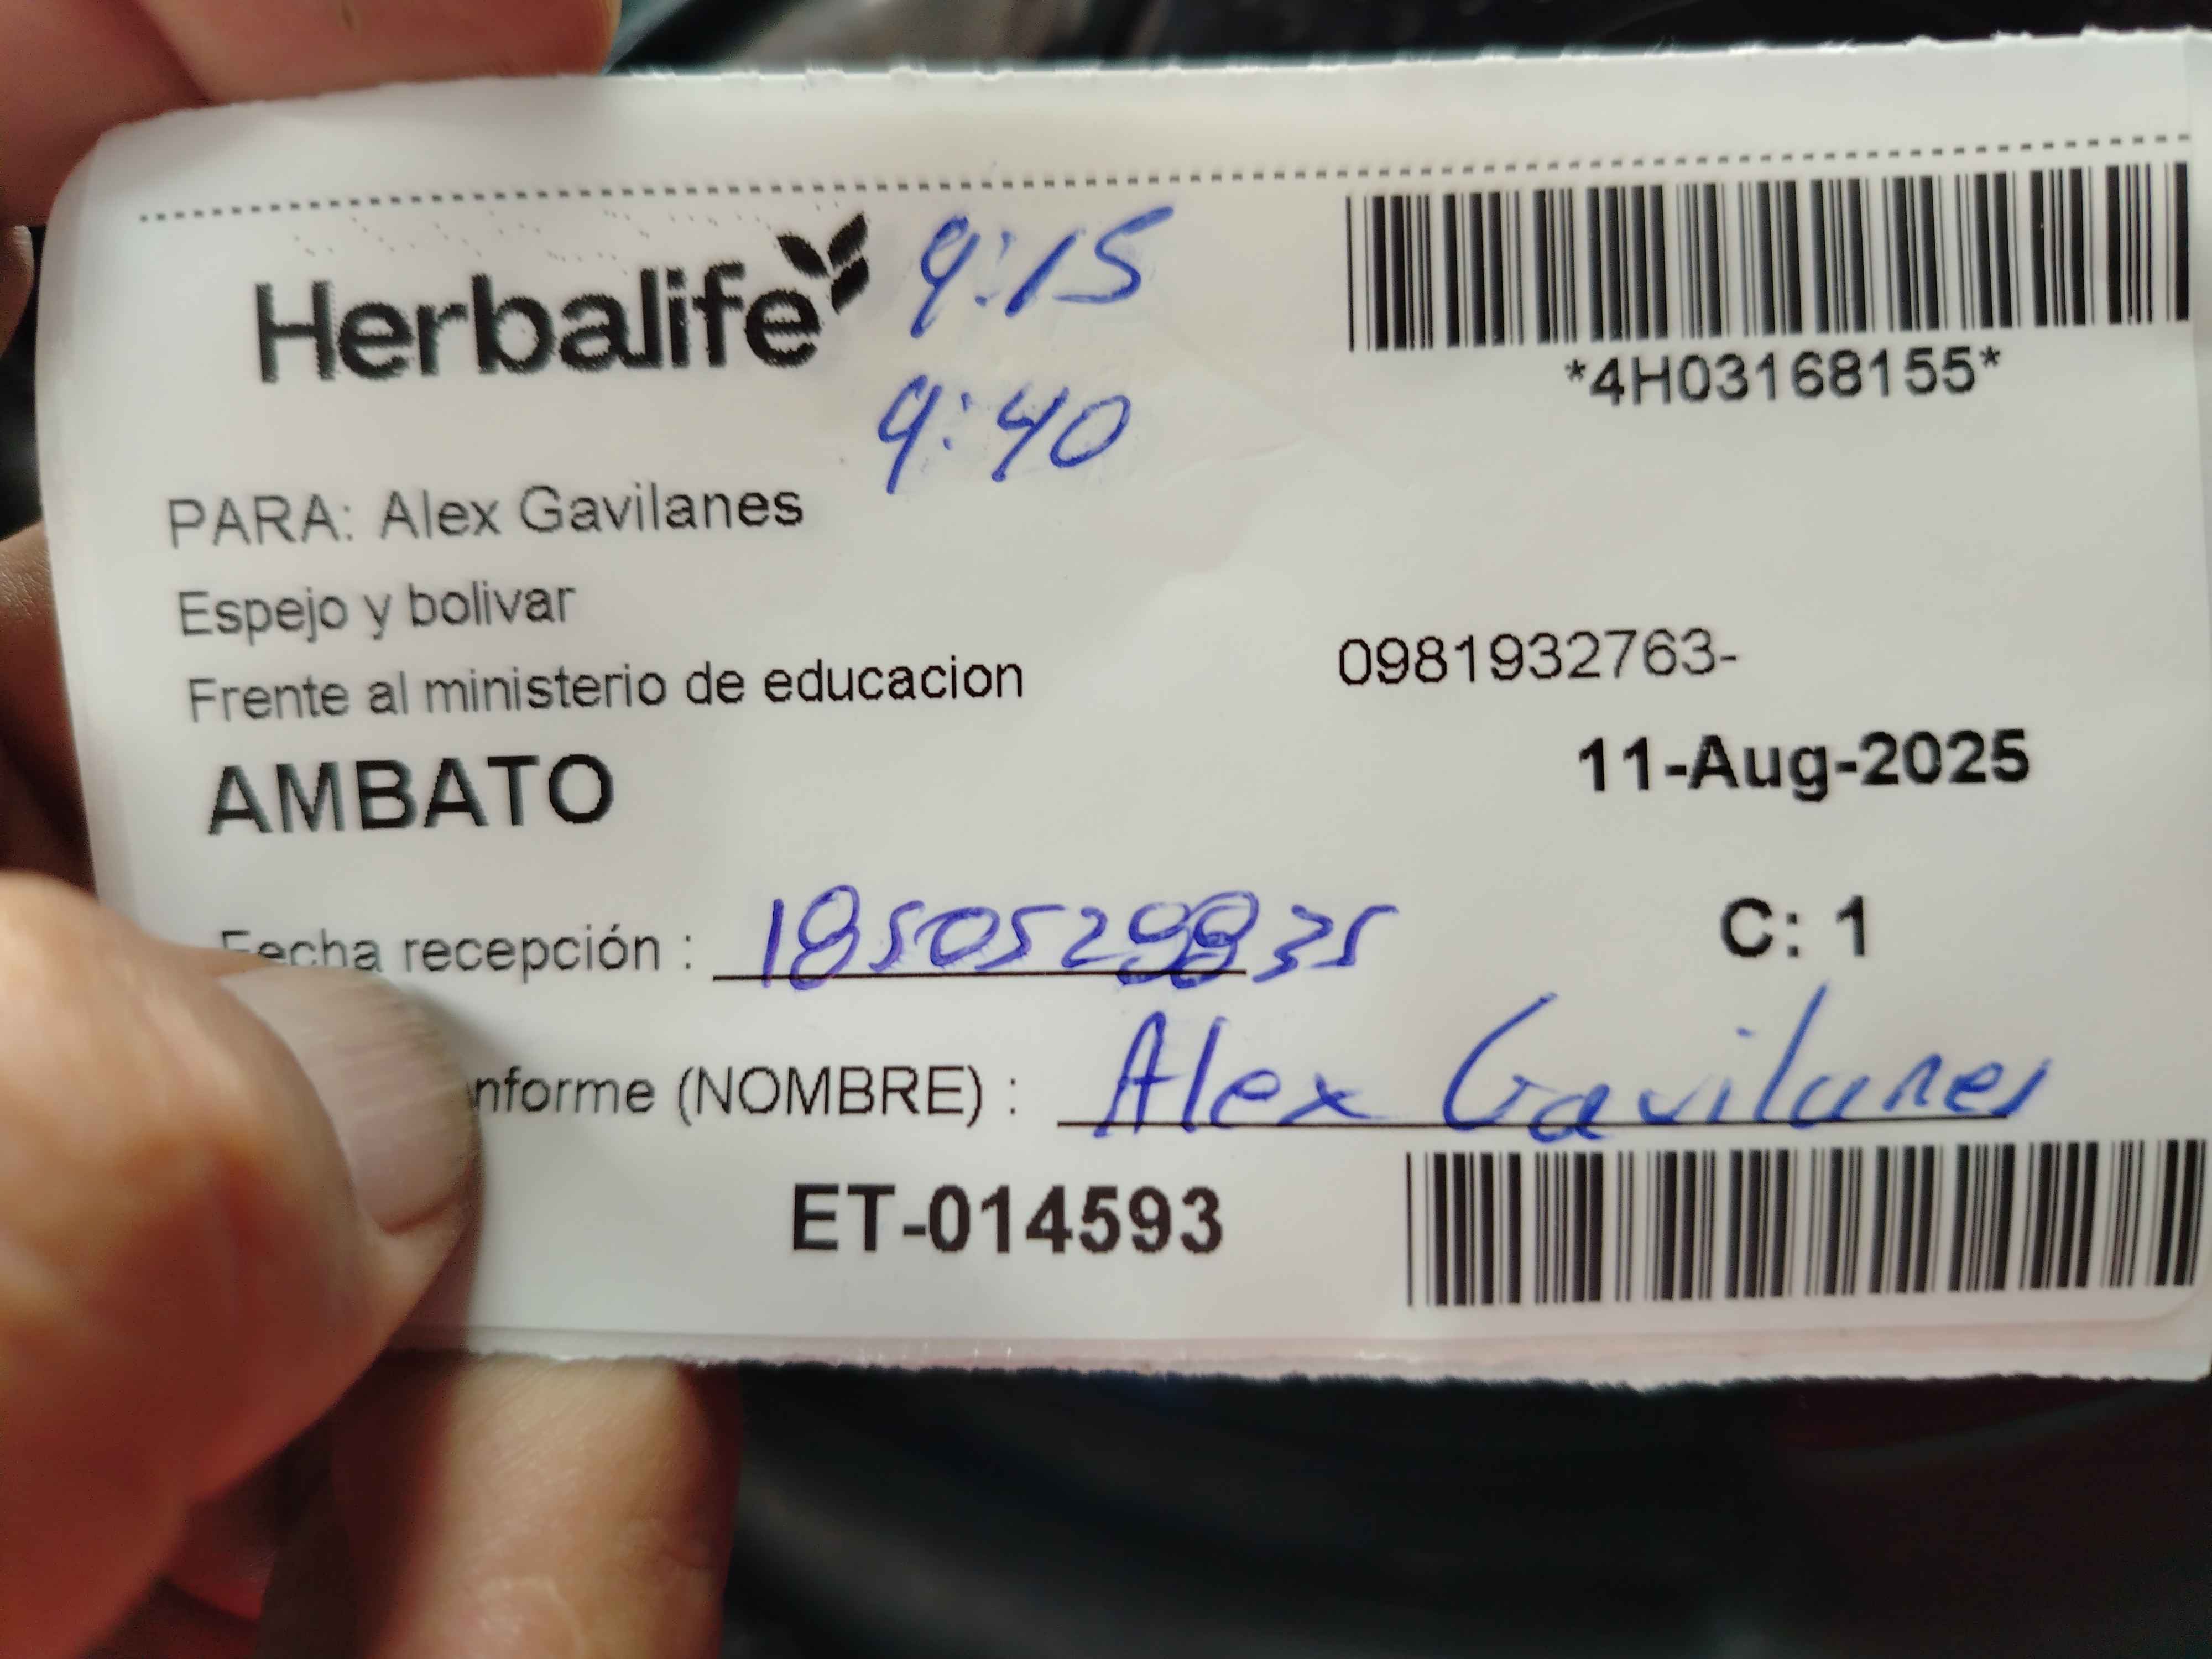 Herbalife 9:15
*4H03168155*
9:40
PARA: Alex Gavilanes
Espejo y bolivar
Frente al ministerio de educacion 0981932763-
AMBATO 11-Aug-2025
Fecha recepción : C: 1
nforme (NOMBRE) : Alex Gavilanes
ET-014593